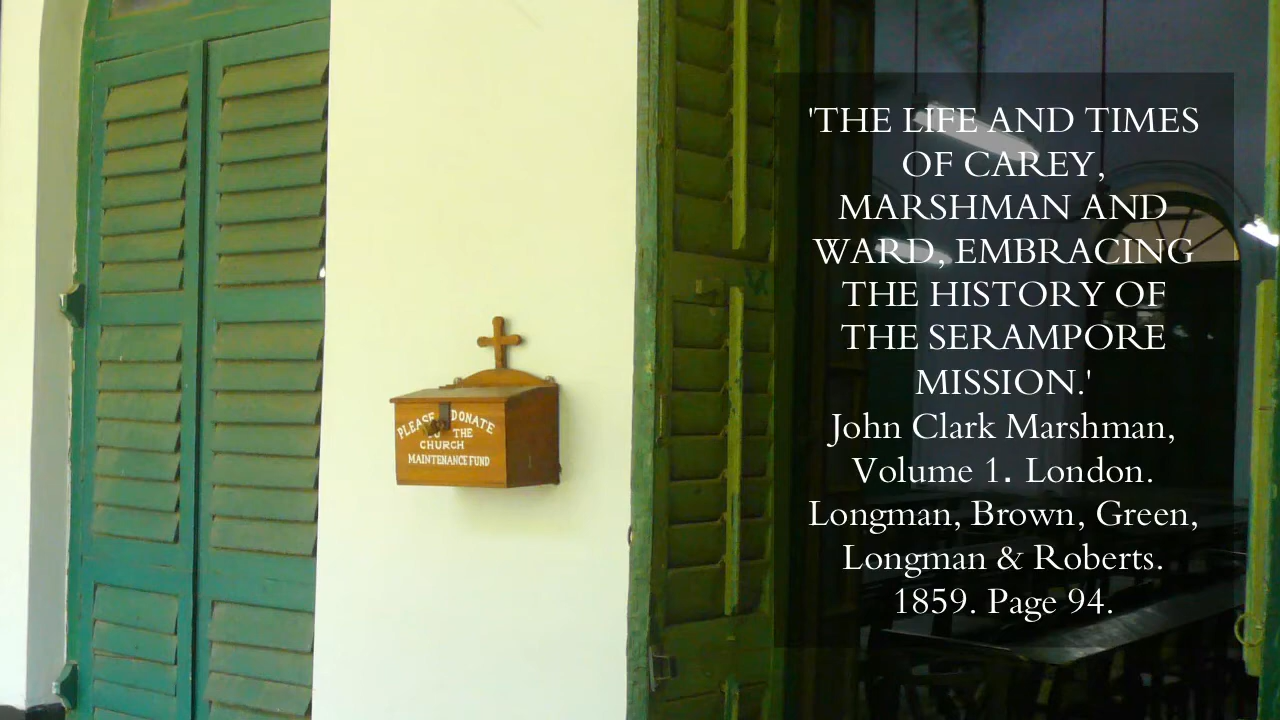 PLEASE DONATE
TO THE
CHURCH
MAINTENANCE FUND
'THE LIFE AND TIMES
OF CAREY,
MARSHMAN AND
WARD, EMBRACING
THE HISTORY OF
THE SERAMPORE
MISSION.'
John Clark Marshman,
Volume 1. London.
Longman, Brown, Green,
Longman & Roberts.
1859. Page 94.